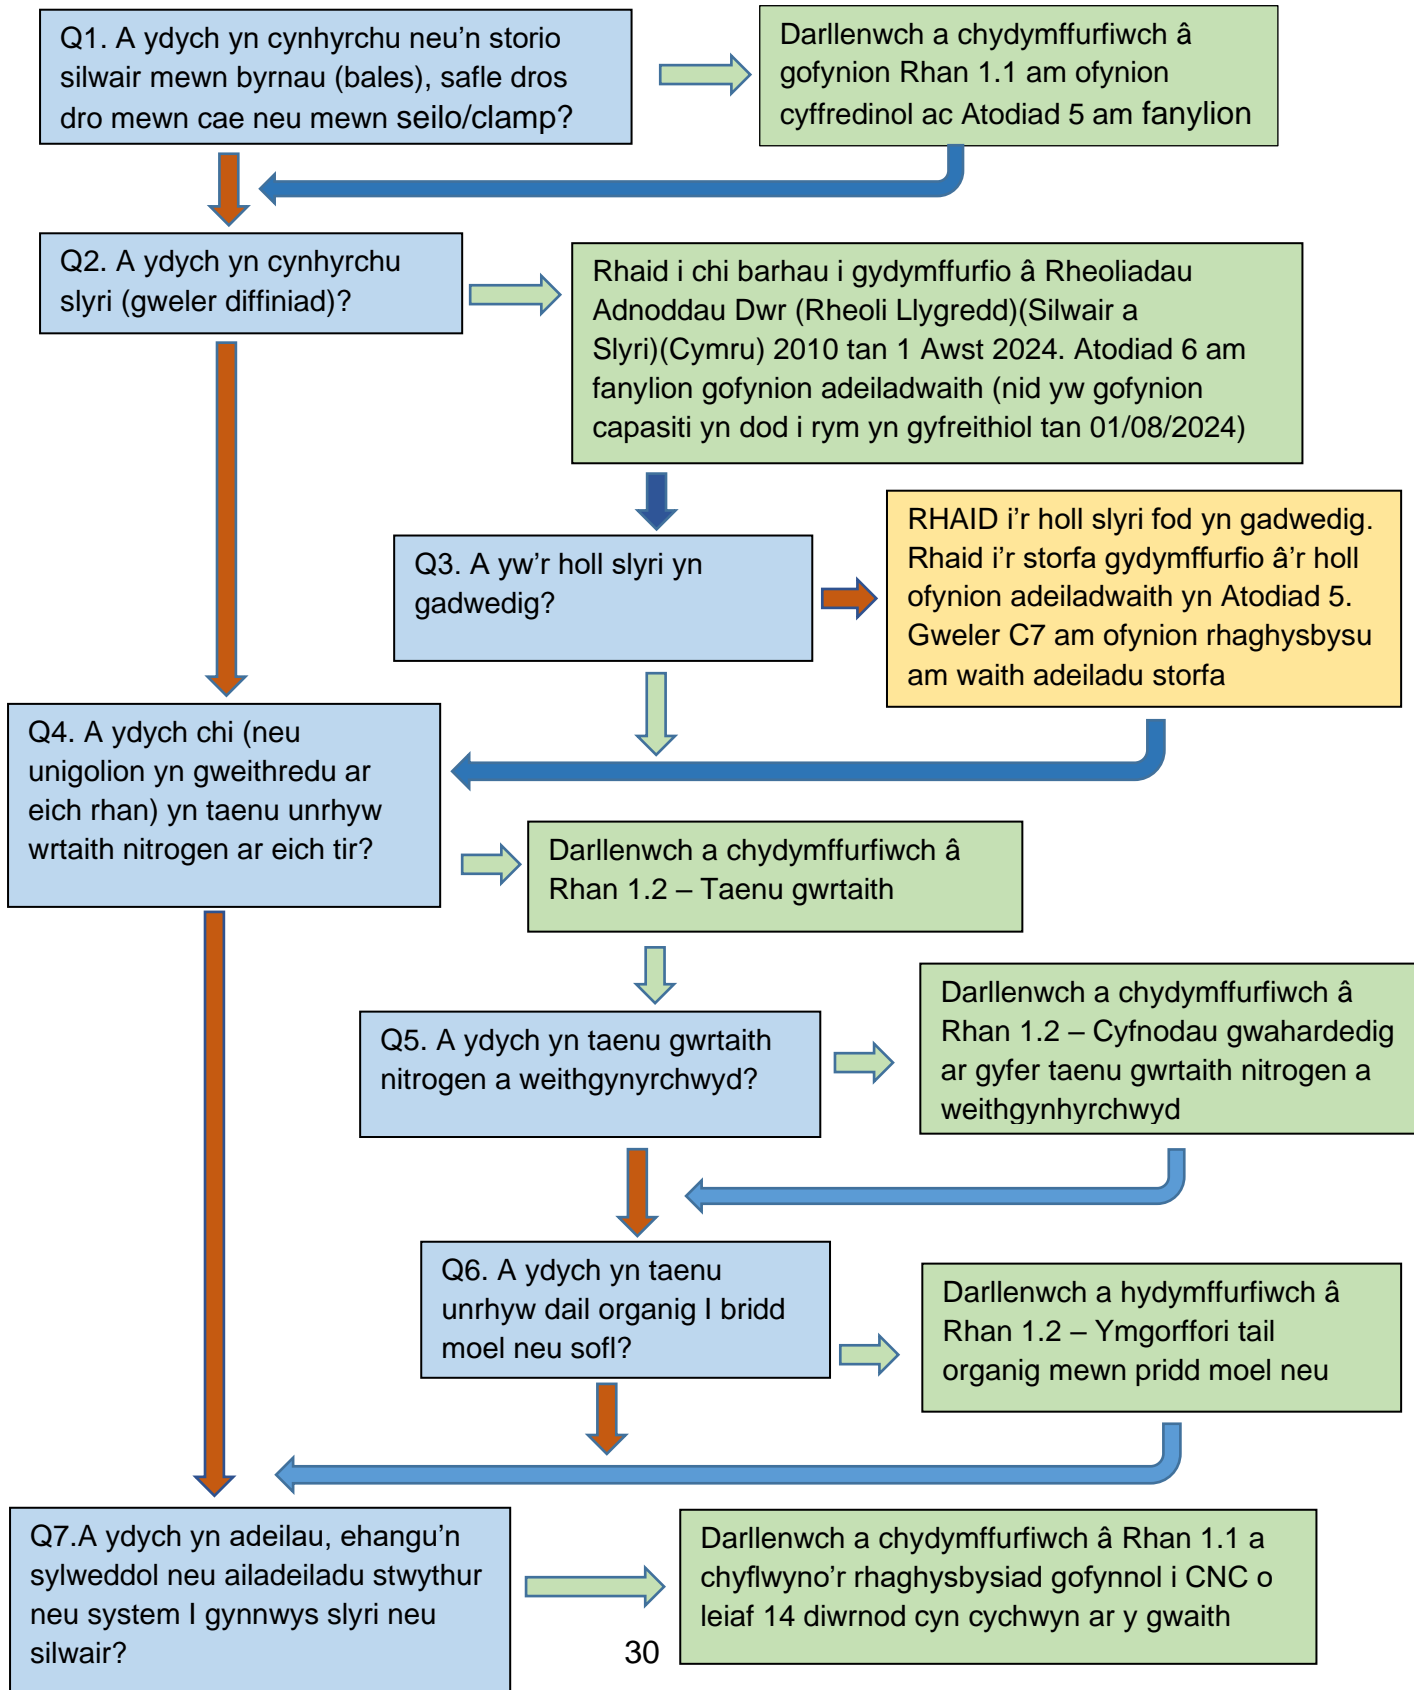 Q1. A ydych yn cynhyrchu neu'n storio
silwair mewn byrnau (bales), safle dros
dro mewn cae neu mewn seilo/clamp?
Darllenwch a chydymffurfiwch â
gofynion Rhan 1.1 am ofynion
cyffredinol ac Atodiad 5 am fanylion
Q2. A ydych yn cynhyrchu
slyri (gweler diffiniad)?
Rhaid i chi barhau i gydymffurfio â Rheoliadau
Adnoddau Dwr (Rheoli Llygredd)(Silwair a
Slyri)(Cymru) 2010 tan 1 Awst 2024. Atodiad 6 am
fanylion gofynion adeiladwaith (nid yw gofynion
capasiti yn dod i rym yn gyfreithiol tan 01/08/2024)
Q3. A yw'r holl slyri yn
gadwedig?
RHAID i'r holl slyri fod yn gadwedig.
Rhaid i'r storfa gydymffurfio â'r holl
ofynion adeiladwaith yn Atodiad 5.
Gweler C7 am ofynion rhaghysbysu
am waith adeiladu storfa
Q4. A ydych chi (neu
unigolion yn gweithredu ar
eich rhan) yn taenu unrhyw
wrtaith nitrogen ar eich tir?
Darllenwch a chydymffurfiwch â
Rhan 1.2 – Taenu gwrtaith
Q5. A ydych yn taenu gwrtaith
nitrogen a weithgynyrchwyd?
Darllenwch a chydymffurfiwch â
Rhan 1.2 – Cyfnodau gwahardedig
ar gyfer taenu gwrtaith nitrogen a
weithgynhyrchwyd
Q6. A ydych yn taenu
unrhyw dail organig I bridd
moel neu sofl?
Darllenwch a hydymffurfiwch â
Rhan 1.2 – Ymgorffori tail
organig mewn pridd moel neu
Q7.A ydych yn adeilau, ehangu'n
sylweddol neu ailadeiladu stwythur
neu system I gynnwys slyri neu
silwair?
Darllenwch a chydymffurfiwch â Rhan 1.1 a
chyflwyno'r rhaghysbysiad gofynnol i CNC o
leiaf 14 diwrnod cyn cychwyn ar y gwaith
30